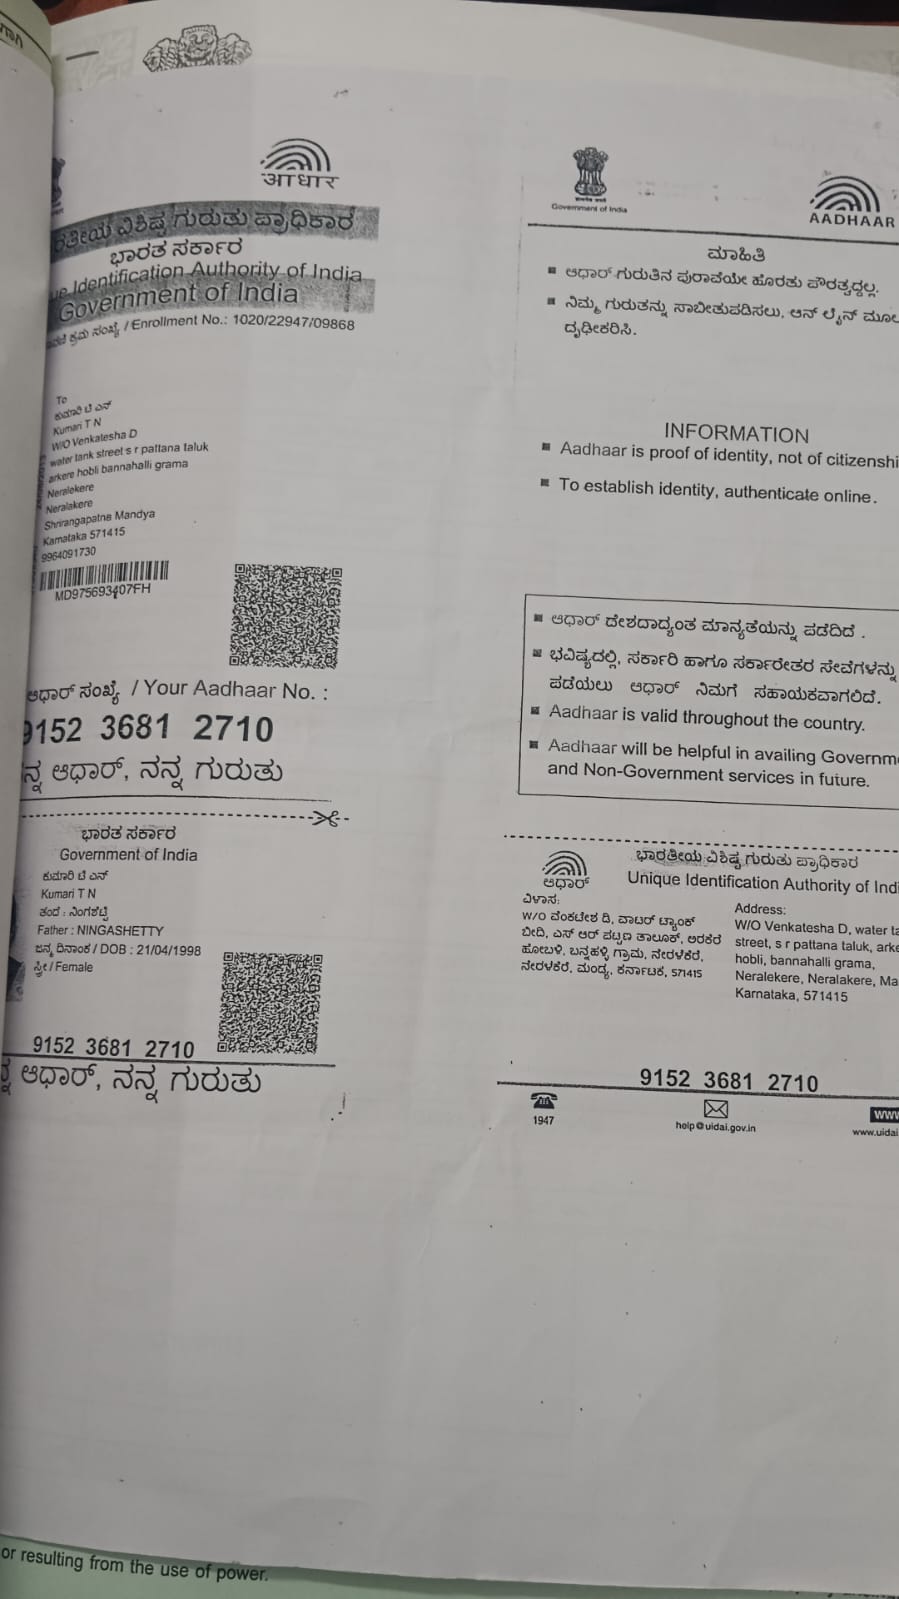 आधार
ವಿಶಿಷ್ಟ ಗುರುತು ಪ್ರಾಧಿಕಾರ
ಭಾರತ ಸರ್ಕಾರ
Identification Authority of India
Government of India
ಕ್ರಮ ಸಂಖ್ಯೆ / Enrollment No.: 1020/22947/09868
To
ಕುಮಾರಿ ಟಿ ಎನ್
Kumari T N
W/O Venkatesha D
water tank street s r pattana taluk
arkere hobli bannahalli grama
Neralekere
Neralakere
Shrirangapatna Mandya
Karnataka 571415
9964091730
MD975693407FH
ಆಧಾರ್ ಸಂಖ್ಯೆ / Your Aadhaar No. :
9152 3681 2710
ಆಧಾರ್, ನನ್ನ ಗುರುತು
ಭಾರತ ಸರ್ಕಾರ
Government of India
ಕುಮಾರಿ ಟಿ ಎನ್
Kumari T N
ತಂದೆ : ನಿಂಗಶೆಟ್ಟಿ
Father : NINGASHETTY
ಜನ್ಮ ದಿನಾಂಕ / DOB : 21/04/1998
ಸ್ತ್ರೀ / Female
9152 3681 2710
ಆಧಾರ್, ನನ್ನ ಗುರುತು
Government of India
AADHAAR
ಮಾಹಿತಿ
ಆಧಾರ್ ಗುರುತಿನ ಪುರಾವೆಯೇ ಹೊರತು ಪೌರತ್ವದ್ದಲ್ಲ.
ನಿಮ್ಮ ಗುರುತನ್ನು ಸಾಬೀತುಪಡಿಸಲು, ಆನ್ ಲೈನ್ ಮೂಲ
ದೃಢೀಕರಿಸಿ.
INFORMATION
Aadhaar is proof of identity, not of citizenshi
To establish identity, authenticate online.
ಆಧಾರ್ ದೇಶದಾದ್ಯಂತ ಮಾನ್ಯತೆಯನ್ನು ಪಡೆದಿದೆ .
ಭವಿಷ್ಯದಲ್ಲಿ, ಸರ್ಕಾರಿ ಹಾಗೂ ಸರ್ಕಾರೇತರ ಸೇವೆಗಳನ್ನು
ಪಡೆಯಲು ಆಧಾರ್ ನಿಮಗೆ ಸಹಾಯಕವಾಗಲಿದೆ.
Aadhaar is valid throughout the country.
Aadhaar will be helpful in availing Governm
and Non-Government services in future.
ಆಧಾರ್
ಭಾರತೀಯ ವಿಶಿಷ್ಟ ಗುರುತು ಪ್ರಾಧಿಕಾರ
Unique Identification Authority of Indi
ವಿಳಾಸ:
W/O ವೆಂಕಟೇಶ ಡಿ, ವಾಟರ್ ಟ್ಯಾಂಕ್
ಬೀದಿ, ಎಸ್ ಆರ್ ಪಟ್ಟಣ ತಾಲೂಕ್, ಅರಕೆರೆ
ಹೋಬಳಿ, ಬನ್ನಹಳ್ಳಿ ಗ್ರಾಮ, ನೇರಳೆಕೆರೆ,
ನೇರಳಕೆರೆ, ಮಂಡ್ಯ, ಕರ್ನಾಟಕ, 571415
Address:
W/O Venkatesha D, water ta
street, s r pattana taluk, arke
hobli, bannahalli grama,
Neralekere, Neralakere, Ma
Karnataka, 571415
9152 3681 2710
1947
help@uidai.gov.in
www
www.uidai
or resulting from the use of power.